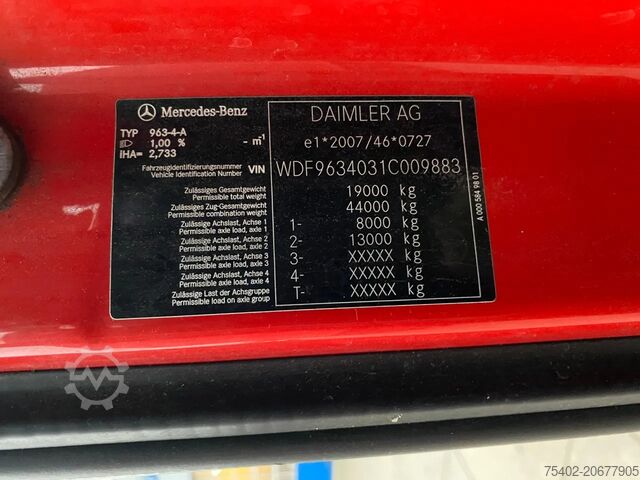 Mercedes-Benz
DAIMLER AG
TYP 963-4-A
1,00 % - m⁻¹
e1*2007/46*0727
iHA= 2,733
Fahrzeugidentifizierungsnummer
Vehicle Identification Number
VIN WDF9634031C009883
Zulässiges Gesamtgewicht
Permissible total weight
19000 kg
Zulässiges Zug-Gesamtgewicht
Permissible combination weight
44000 kg
Zulässige Achslast, Achse 1
Permissible axle load, axle 1
1- 8000 kg
Zulässige Achslast, Achse 2
Permissible axle load, axle 2
2- 13000 kg
Zulässige Achslast, Achse 3
Permissible axle load, axle 3
3- XXXXX kg
Zulässige Achslast, Achse 4
Permissible axle load, axle 4
4- XXXXX kg
Zulässige Last der Achsgruppe
Permissible load on axle group
T- XXXXX kg
A 000 584 98 01
75402-20677905